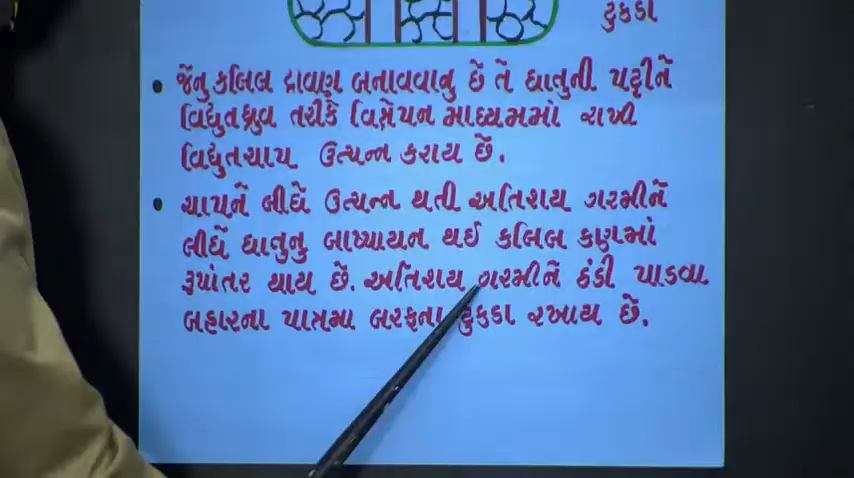 ટુકડા
• જેનુ કલિલ દ્રાવણ બનાવવાનુ છે તે ધાતુની પટ્ટીને
વિદ્યુતધ્રુવ તરીકે વિક્ષેપન માધ્યમમાં રાખી
વિદ્યુતચાપ ઉત્પન્ન કરાય છે.
• ચાપને લીધે ઉત્પન્ન થતી અતિશય ગરમીને
લીધે ધાતુનુ બાષ્પાયન થઈ કલિલ કણમાં
રૂપાંતર થાય છે. અતિશય ગરમીને ઠંડી પાડવા
બહારના પાત્રમા બરફના ટુકડા રખાય છે.